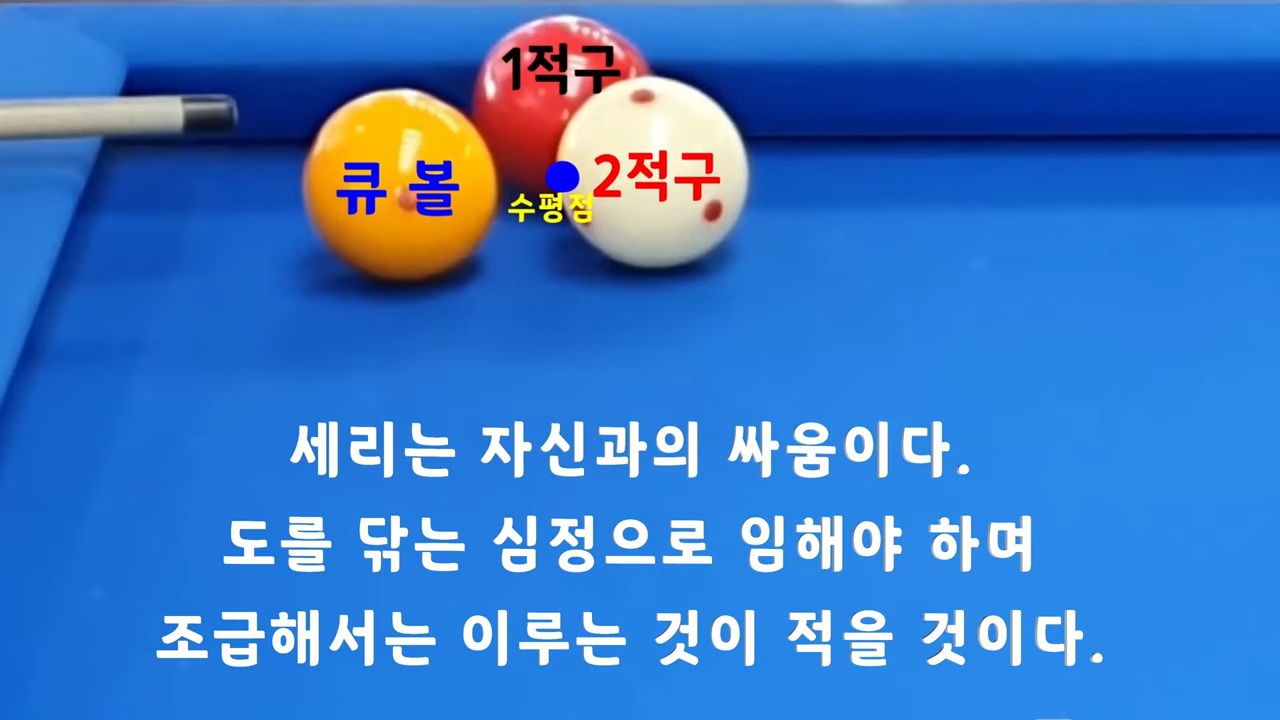 1적구
큐 볼
2적구
수평점
세리는 자신과의 싸움이다.
도를 닦는 심정으로 임해야 하며
조급해서는 이루는 것이 적을 것이다.